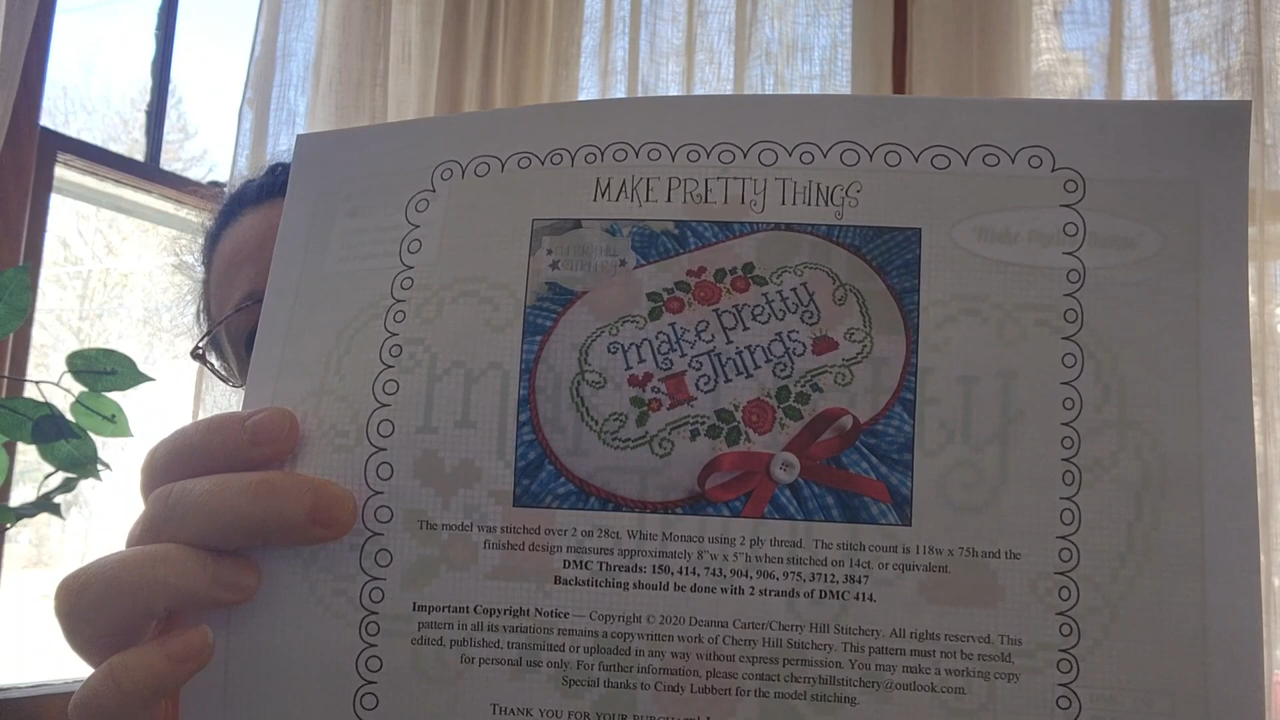 MAKE PRETTY THINGS
CHERRY HILL
STITCHERY
make pretty
Things
The model was stitched over 2 on 28ct. White Monaco using 2 ply thread. The stitch count is 118w x 75h and the
finished design measures approximately 8”w x 5”h when stitched on 14ct. or equivalent.
DMC Threads: 150, 414, 743, 904, 906, 975, 3712, 3847
Backstitching should be done with 2 strands of DMC 414.
Important Copyright Notice — Copyright © 2020 Deanna Carter/Cherry Hill Stitchery. All rights reserved. This
pattern in all its variations remains a copywritten work of Cherry Hill Stitchery. This pattern must not be resold,
edited, published, transmitted or uploaded in any way without express permission. You may make a working copy
for personal use only. For further information, please contact cherryhillstitchery@outlook.com.
Special thanks to Cindy Lubbert for the model stitching.
THANK YOU FOR YOUR PURCHASE!